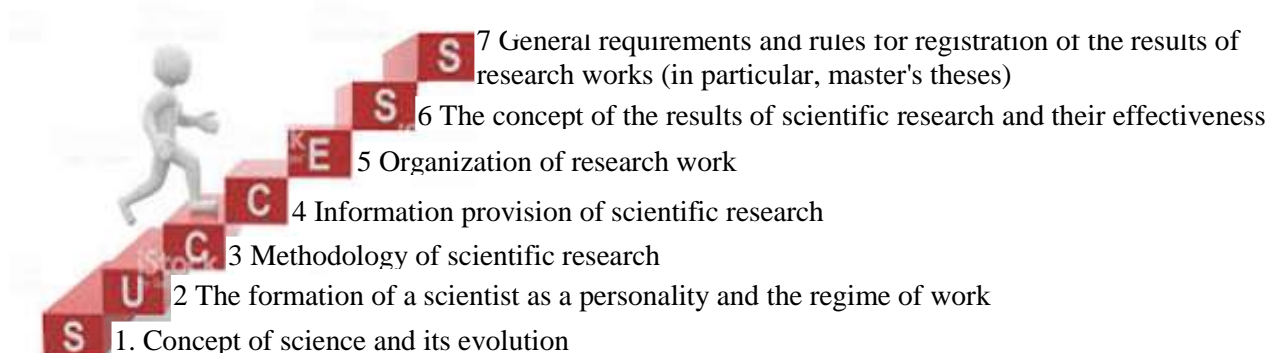 S
7 General requirements and rules for registration of the results of
research works (in particular, master's theses)
S
6 The concept of the results of scientific research and their effectiveness
E
5 Organization of research work
C
4 Information provision of scientific research
C
3 Methodology of scientific research
iStock
U
2 The formation of a scientist as a personality and the regime of work
S
1. Concept of science and its evolution